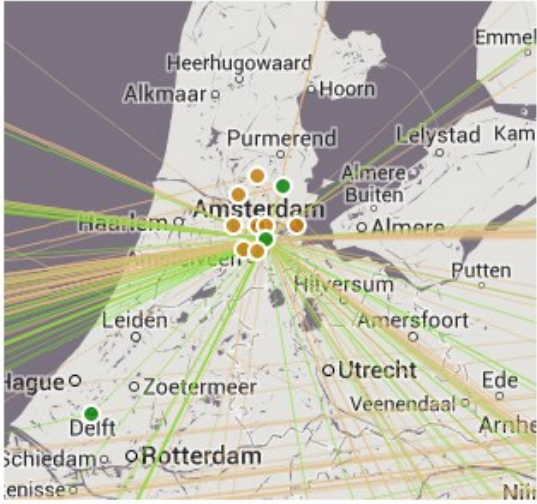 Emmel
Heerhugowaard
Alkmaar
Hoorn
Purmerend
Lelystad
Kam
Almere
Buiten
Amsterdam
Haarlem
Almere
Putten
Hilversum
Leiden
Amersfoort
Hague
Zoetermeer
Utrecht
Ede
Veenendaal
Delft
Arnhe
Schiedam
Rotterdam
enisse